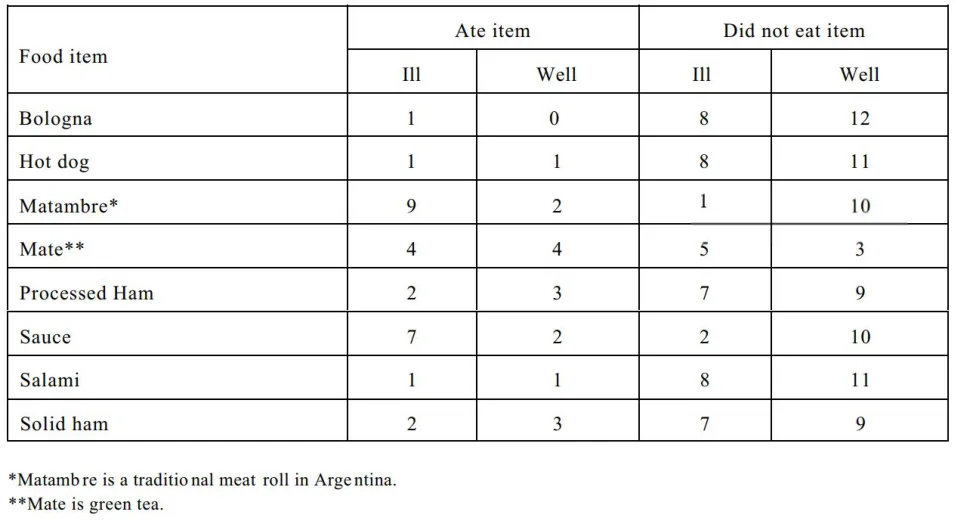 Food item Ate item Did not eat item
Ill Well Ill Well
Bologna 1 0 8 12
Hot dog 1 1 8 11
Matambre* 9 2 1 10
Mate** 4 4 5 3
Processed Ham 2 3 7 9
Sauce 7 2 2 10
Salami 1 1 8 11
Solid ham 2 3 7 9
*Matambre is a traditional meat roll in Argentina.
**Mate is green tea.